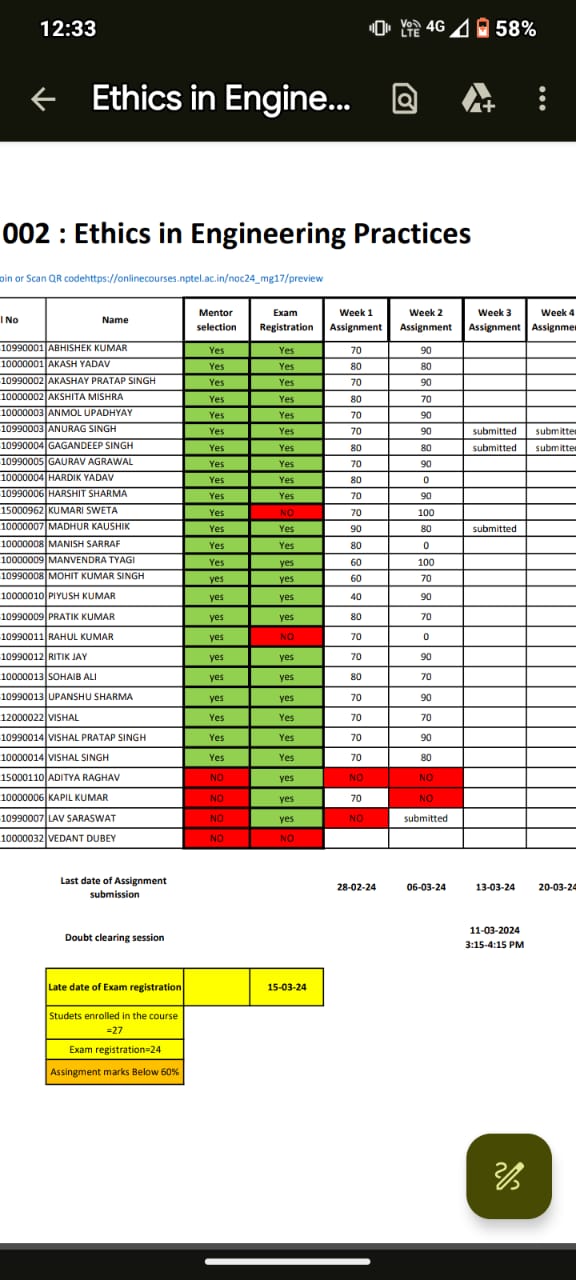 12:33 Vo) LTE 4G 58%
Ethics in Engine...
002 : Ethics in Engineering Practices
oin or Scan QR codehttps://onlinecourses.nptel.ac.in/noc24_mg17/preview
l No Name Mentor selection Exam Registration Week 1 Assignment Week 2 Assignment Week 3 Assignment Week 4 Assignme
10990001 ABHISHEK KUMAR Yes Yes 70 90
10000001 AKASH YADAV Yes Yes 80 80
10990002 AKASHAY PRATAP SINGH Yes Yes 70 90
10000002 AKSHITA MISHRA Yes Yes 80 70
10000003 ANMOL UPADHYAY Yes Yes 70 90
10990003 ANURAG SINGH Yes Yes 70 90 submitted submitte
10990004 GAGANDEEP SINGH Yes Yes 80 80 submitted submitte
10990005 GAURAV AGRAWAL Yes Yes 70 90
10000004 HARDIK YADAV Yes Yes 80 0
10990006 HARSHIT SHARMA Yes Yes 70 90
15000962 KUMARI SWETA Yes NO 70 100
10000007 MADHUR KAUSHIK Yes Yes 90 80 submitted
10000008 MANISH SARRAF Yes Yes 80 0
10000009 MANVENDRA TYAGI Yes yes 60 100
10990008 MOHIT KUMAR SINGH yes yes 60 70
10000010 PIYUSH KUMAR yes yes 40 90
10990009 PRATIK KUMAR yes yes 80 70
10990011 RAHUL KUMAR yes NO 70 0
10990012 RITIK JAY yes yes 70 90
10000013 SOHAIB ALI yes yes 80 70
10990013 UPANSHU SHARMA yes yes 70 90
12000022 VISHAL Yes Yes 70 70
10990014 VISHAL PRATAP SINGH Yes Yes 70 90
10000014 VISHAL SINGH Yes Yes 70 80
15000110 ADITYA RAGHAV NO yes NO NO
10000006 KAPIL KUMAR NO yes 70 NO
10990007 LAV SARASWAT NO yes NO submitted
10000032 VEDANT DUBEY NO NO
Last date of Assignment submission 28-02-24 06-03-24 13-03-24 20-03-24
Doubt clearing session 11-03-2024 3:15-4:15 PM
Late date of Exam registration 15-03-24
Studets enrolled in the course =27
Exam registration=24
Assingment marks Below 60%